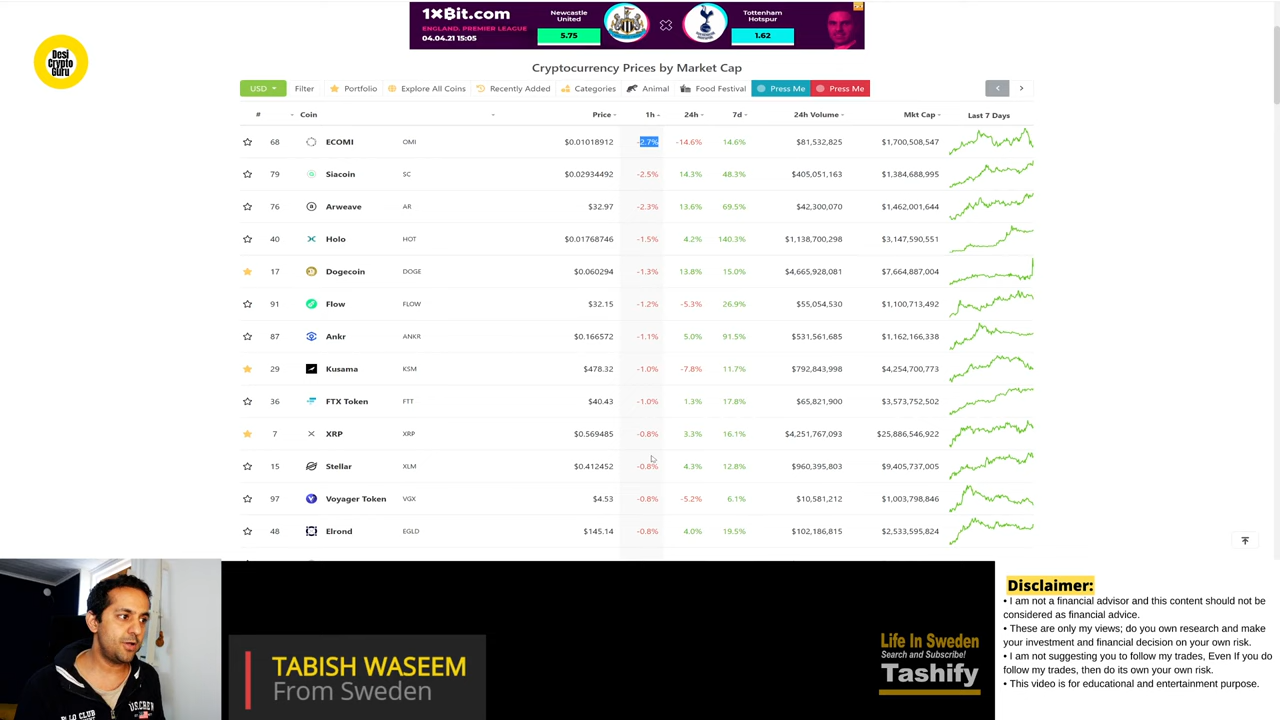 1×Bit.com
ENGLAND. PREMIER LEAGUE
04.04.21 15:05
Newcastle
United
5.75
Tottenham
Hotspur
1.62
Desi
Crypto
Guru
Cryptocurrency Prices by Market Cap
USD Filter Portfolio Explore All Coins Recently Added Categories Animal Food Festival Press Me Press Me
# Coin Price 1h 24h 7d 24h Volume Mkt Cap Last 7 Days
68 ECOMI OMI $0.01018912 -2.7% -14.6% 14.6% $81,532,825 $1,700,508,547
79 Siacoin SC $0.02934492 -2.5% 14.3% 48.3% $405,051,163 $1,384,688,995
76 Arweave AR $32.97 -2.3% 13.6% 69.5% $42,300,070 $1,462,001,644
40 Holo HOT $0.01768746 -1.5% 4.2% 140.3% $1,138,700,298 $3,147,590,551
17 Dogecoin DOGE $0.060294 -1.3% 13.8% 15.0% $4,665,928,081 $7,664,887,004
91 Flow FLOW $32.15 -1.2% -5.3% 26.9% $55,054,530 $1,100,713,492
87 Ankr ANKR $0.166572 -1.1% 5.0% 91.5% $531,561,685 $1,162,166,338
29 Kusama KSM $478.32 -1.0% -7.8% 11.7% $792,843,998 $4,254,700,773
36 FTX Token FTT $40.43 -1.0% 1.3% 17.8% $65,821,900 $3,573,752,502
7 XRP XRP $0.569485 -0.8% 3.3% 16.1% $4,251,767,093 $25,886,546,922
15 Stellar XLM $0.412452 -0.8% 4.3% 12.8% $960,395,803 $9,405,737,005
97 Voyager Token VGX $4.53 -0.8% -5.2% 6.1% $10,581,212 $1,003,798,846
48 Elrond EGLD $145.14 -0.8% 4.0% 19.5% $102,186,815 $2,533,595,824
TABISH WASEEM
From Sweden
Life In Sweden
Search and Subscribe!
Tashify
Disclaimer:
• I am not a financial advisor and this content should not be
considered as financial advice.
• These are only my views; do you own research and make
your investment and financial decision on your own risk.
• I am not suggesting you to follow my trades, Even If you do
follow my trades, then do its own your own risk.
• This video is for educational and entertainment purpose.